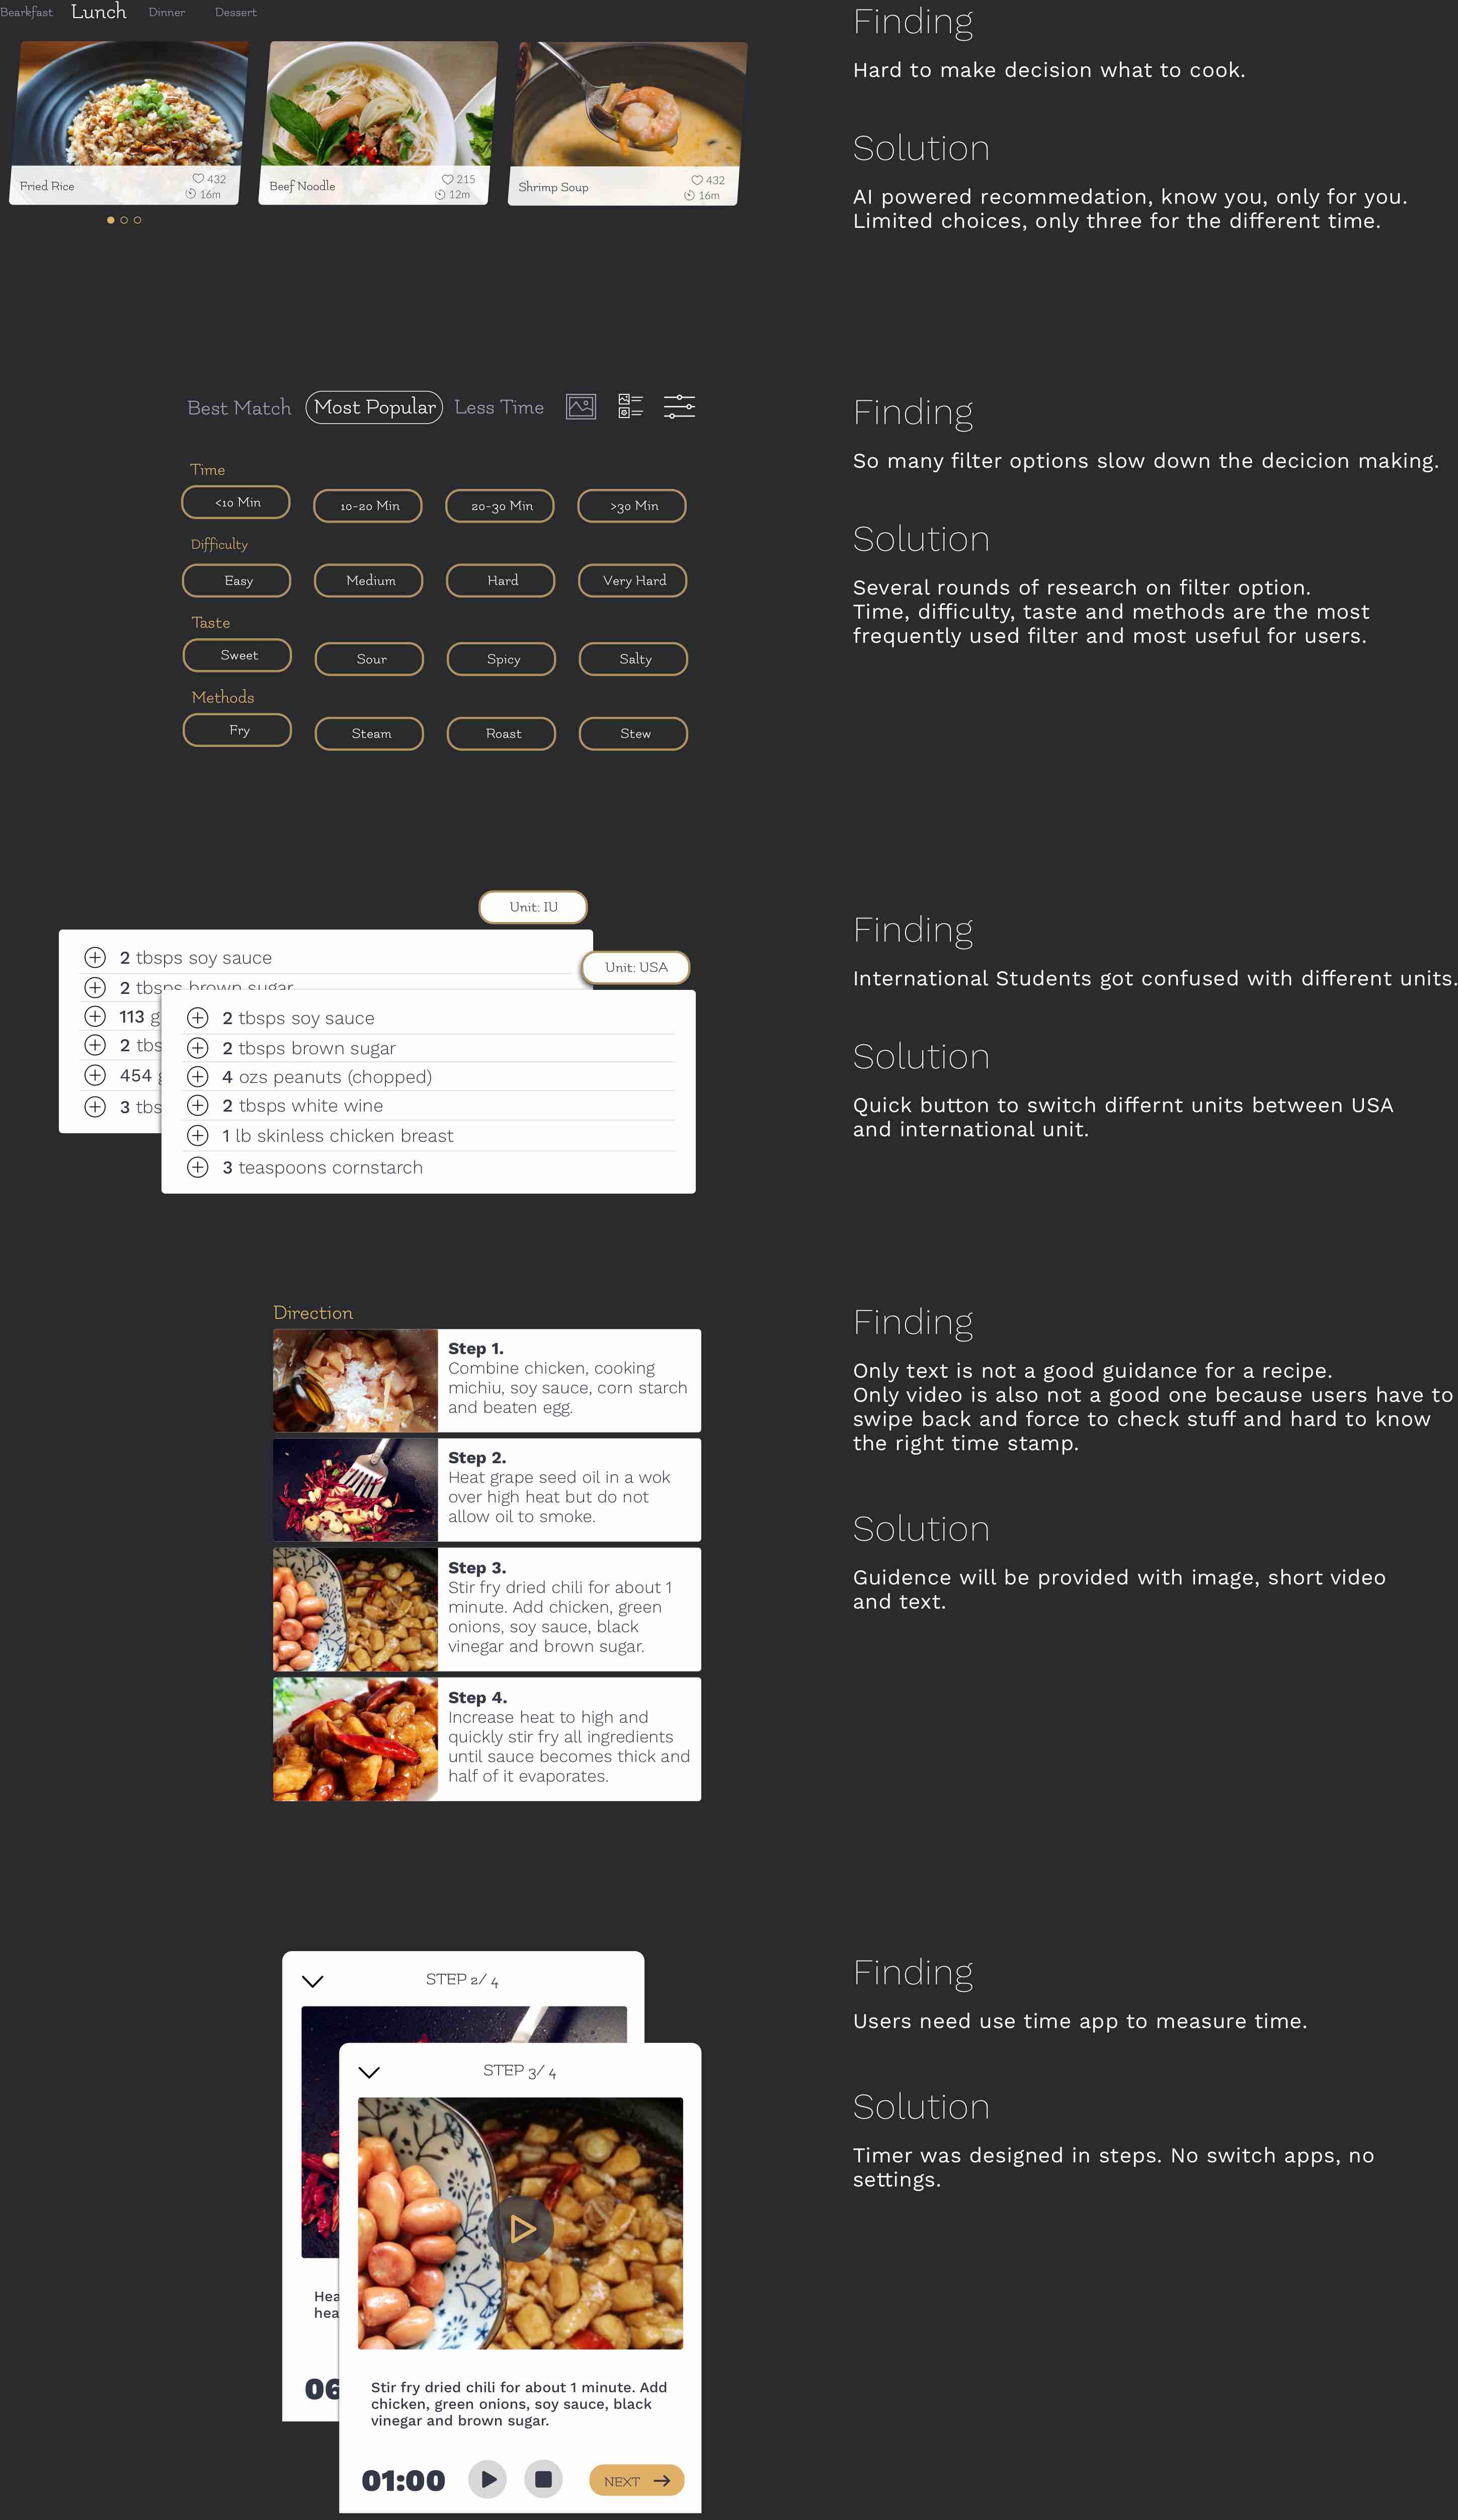 Bearkfast Lunch Dinner Dessert
Fried Rice
432
16m
Beef Noodle
215
12m
Shrimp Soup
432
16m
Finding
Hard to make decision what to cook.
Solution
AI powered recommendation, know you, only for you.
Limited choices, only three for the different time.
Best Match Most Popular Less Time
Time
<10 Min 10-20 Min 20-30 Min >30 Min
Difficulty
Easy Medium Hard Very Hard
Taste
Sweet Sour Spicy Salty
Methods
Fry Steam Roast Stew
Finding
So many filter options slow down the decicion making.
Solution
Several rounds of research on filter option.
Time, difficulty, taste and methods are the most
frequently used filter and most useful for users.
Unit: IU
2 tbsps soy sauce
2 tbsps brown sugar
113 g
2 tbs
454 g
3 tbs
Unit: USA
2 tbsps soy sauce
2 tbsps brown sugar
4 ozs peanuts (chopped)
2 tbsps white wine
1 lb skinless chicken breast
3 teaspoons cornstarch
Finding
International Students got confused with different units.
Solution
Quick button to switch differnt units between USA
and international unit.
Direction
Step 1.
Combine chicken, cooking
michiu, soy sauce, corn starch
and beaten egg.
Step 2.
Heat grape seed oil in a wok
over high heat but do not
allow oil to smoke.
Step 3.
Stir fry dried chili for about 1
minute. Add chicken, green
onions, soy sauce, black
vinegar and brown sugar.
Step 4.
Increase heat to high and
quickly stir fry all ingredients
until sauce becomes thick and
half of it evaporates.
Finding
Only text is not a good guidance for a recipe.
Only video is also not a good one because users have to
swipe back and force to check stuff and hard to know
the right time stamp.
Solution
Guidence will be provided with image, short video
and text.
STEP 2/ 4
Hea
hea
06
STEP 3/ 4
Stir fry dried chili for about 1 minute. Add
chicken, green onions, soy sauce, black
vinegar and brown sugar.
01:00
NEXT
Finding
Users need use time app to measure time.
Solution
Timer was designed in steps. No switch apps, no
settings.